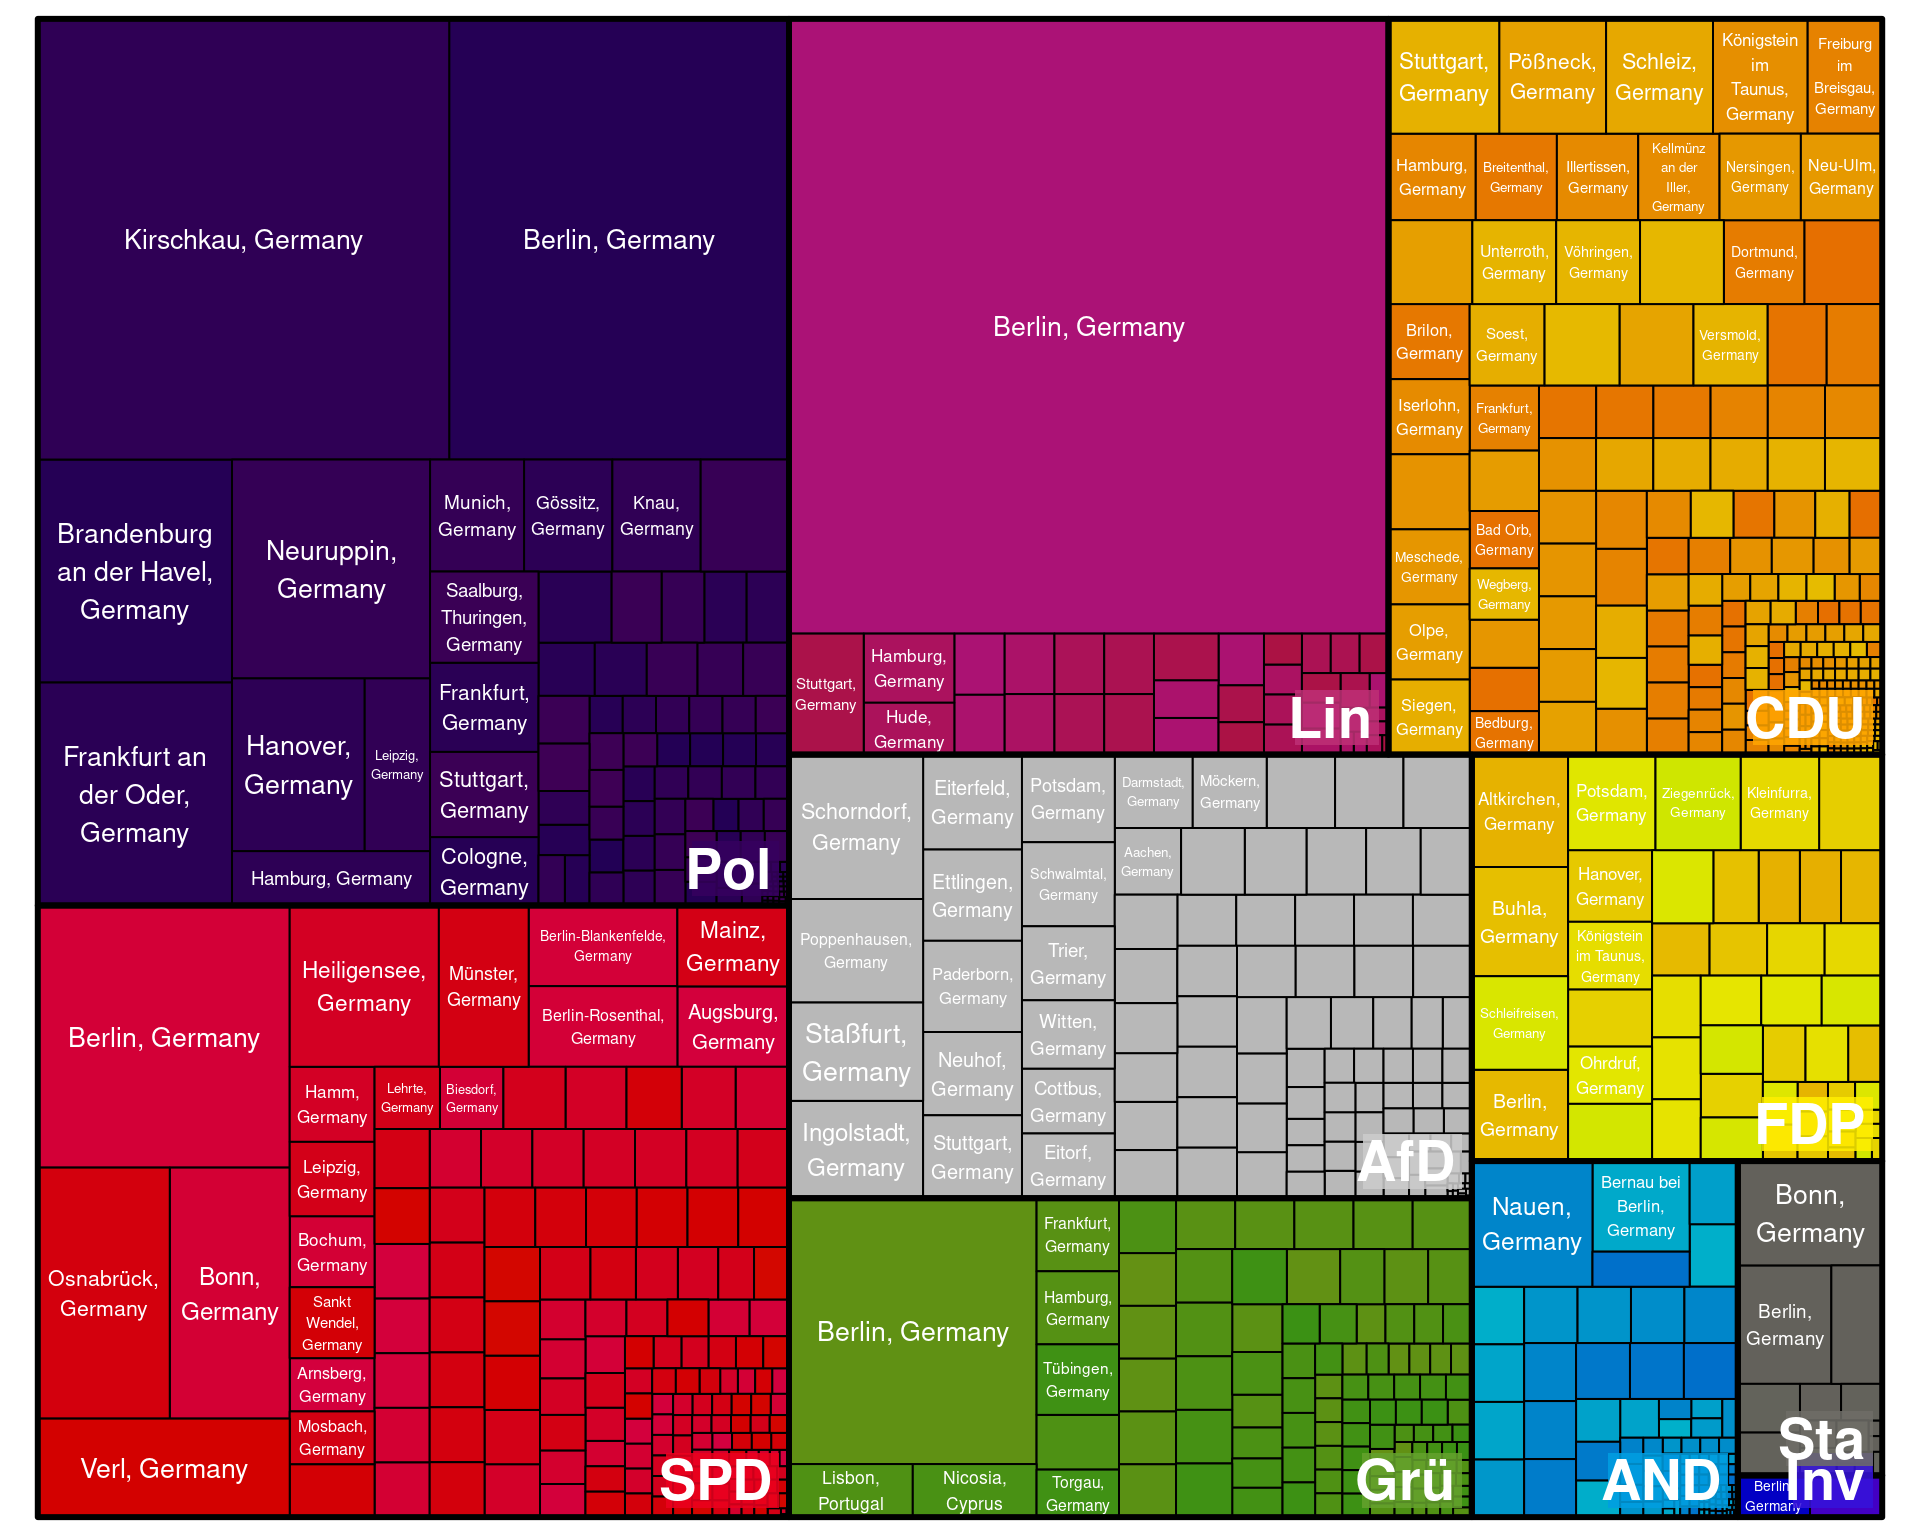 Kirschkau, Germany
Berlin, Germany
Brandenburg
an der Havel,
Germany
Neuruppin,
Germany
Munich,
Germany
Gössitz,
Germany
Knau,
Germany
Saalburg,
Thuringen,
Germany
Frankfurt an
der Oder,
Germany
Hanover,
Germany
Leipzig,
Germany
Hamburg, Germany
Frankfurt,
Germany
Stuttgart,
Germany
Cologne,
Germany
Pol
Berlin, Germany
Stuttgart,
Germany
Hamburg,
Germany
Hude,
Germany
Lin
Stuttgart,
Germany
Pößneck,
Germany
Schleiz,
Germany
Königstein
im
Taunus,
Germany
Freiburg
im
Breisgau,
Germany
Hamburg,
Germany
Breitenthal,
Germany
Illertissen,
Germany
Kellmünz
an der
Iller,
Germany
Nersingen,
Germany
Neu-Ulm,
Germany
Unterroth,
Germany
Vöhringen,
Germany
Dortmund,
Germany
Brilon,
Germany
Soest,
Germany
Versmold,
Germany
Iserlohn,
Germany
Frankfurt,
Germany
Bad Orb,
Germany
Meschede,
Germany
Wegberg,
Germany
Olpe,
Germany
Siegen,
Germany
Bedburg,
Germany
CDU
Berlin, Germany
Heiligensee,
Germany
Münster,
Germany
Berlin-Blankenfelde,
Germany
Mainz,
Germany
Berlin-Rosenthal,
Germany
Augsburg,
Germany
Hamm,
Germany
Lehrte,
Germany
Biesdorf,
Germany
Leipzig,
Germany
Osnabrück,
Germany
Bonn,
Germany
Bochum,
Germany
Sankt
Wendel,
Germany
Arnsberg,
Germany
Mosbach,
Germany
Verl, Germany
SPD
Schorndorf,
Germany
Eiterfeld,
Germany
Potsdam,
Germany
Darmstadt,
Germany
Möckern,
Germany
Ettlingen,
Germany
Schwalmtal,
Germany
Aachen,
Germany
Poppenhausen,
Germany
Paderborn,
Germany
Trier,
Germany
Staßfurt,
Germany
Neuhof,
Germany
Witten,
Germany
Cottbus,
Germany
Ingolstadt,
Germany
Stuttgart,
Germany
Eitorf,
Germany
AfD
Altkirchen,
Germany
Potsdam,
Germany
Ziegenrück,
Germany
Kleinfurra,
Germany
Buhla,
Germany
Hanover,
Germany
Königstein
im Taunus,
Germany
Schleifreisen,
Germany
Ohrdruf,
Germany
Berlin,
Germany
FDP
Berlin, Germany
Frankfurt,
Germany
Hamburg,
Germany
Tübingen,
Germany
Lisbon,
Portugal
Nicosia,
Cyprus
Torgau,
Germany
Grü
Nauen,
Germany
Bernau bei
Berlin,
Germany
AND
Bonn,
Germany
Berlin,
Germany
Sta
Berlin,
Germany
Inv